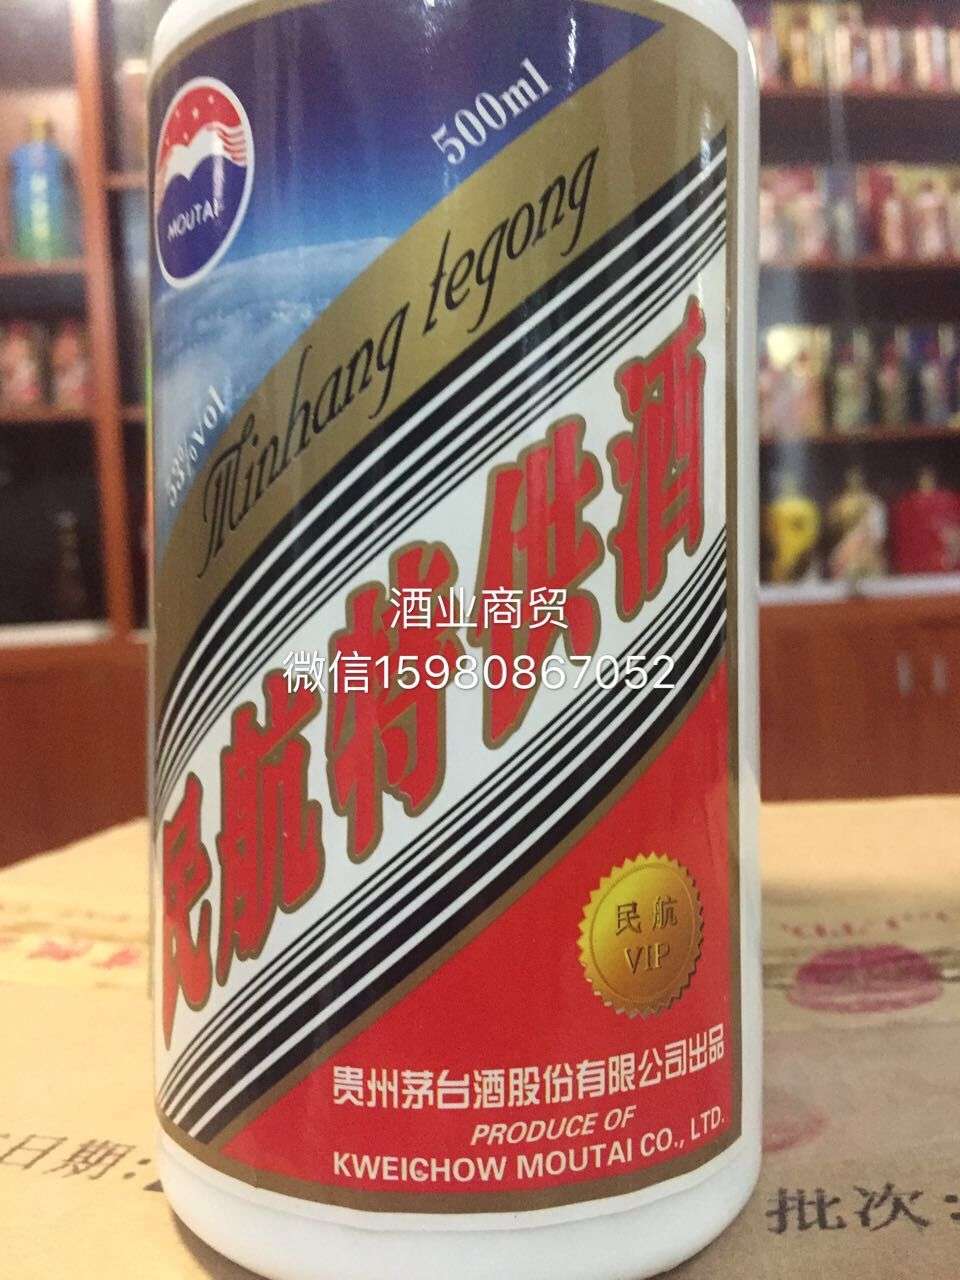 500ml
MOUTAI
53%vol
Minhang tegong
民航特供酒
酒业商贸
微信15980867052
民航
VIP
贵州茅台酒股份有限公司出品
PRODUCE OF
KWEICHOW MOUTAI CO., LTD.
日期:
批次: